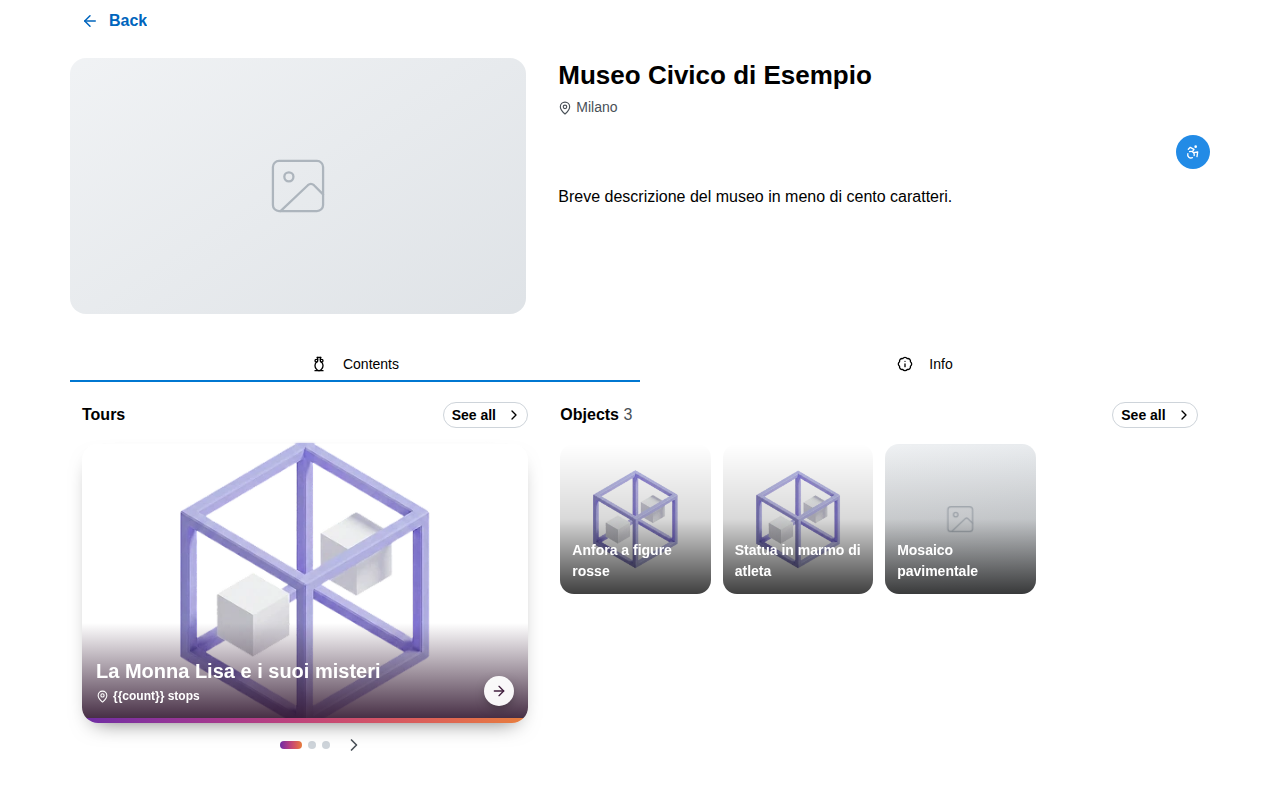 Back
Museo Civico di Esempio
Milano
Breve descrizione del museo in meno di cento caratteri.
Contents
Info
Tours
See all
Objects 3
See all
La Monna Lisa e i suoi misteri
{{count}} stops
Anfora a figure
rosse
Statua in marmo di
atleta
Mosaico
pavimentale